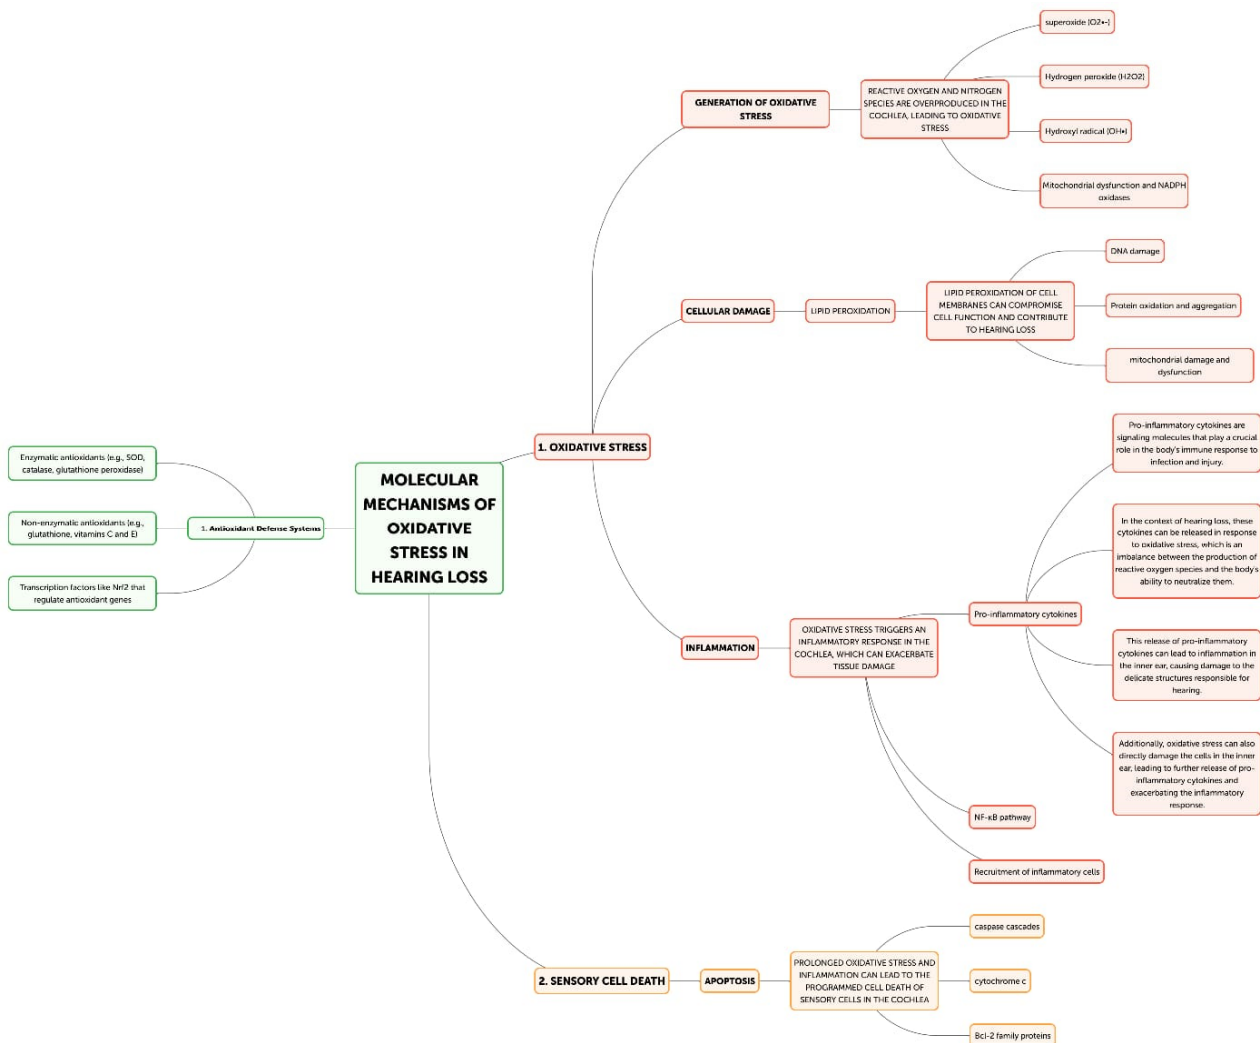 MOLECULAR
MECHANISMS OF
OXIDATIVE
STRESS IN
HEARING LOSS
1. Antioxidant Defense Systems
Enzymatic antioxidants (e.g., SOD,
catalase, glutathione peroxidase)
Non-enzymatic antioxidants (e.g.,
glutathione, vitamins C and E)
Transcription factors like Nrf2 that
regulate antioxidant genes
1. OXIDATIVE STRESS
GENERATION OF OXIDATIVE
STRESS
REACTIVE OXYGEN AND NITROGEN
SPECIES ARE OVERPRODUCED IN THE
COCHLEA, LEADING TO OXIDATIVE
STRESS
superoxide (O2•-)
Hydrogen peroxide (H2O2)
Hydroxyl radical (OH•)
Mitochondrial dysfunction and NADPH
oxidases
CELLULAR DAMAGE
LIPID PEROXIDATION
LIPID PEROXIDATION OF CELL
MEMBRANES CAN COMPROMISE
CELL FUNCTION AND CONTRIBUTE
TO HEARING LOSS
DNA damage
Protein oxidation and aggregation
mitochondrial damage and
dysfunction
INFLAMMATION
OXIDATIVE STRESS TRIGGERS AN
INFLAMMATORY RESPONSE IN THE
COCHLEA, WHICH CAN EXACERBATE
TISSUE DAMAGE
Pro-inflammatory cytokines
Pro-inflammatory cytokines are
signaling molecules that play a crucial
role in the body's immune response to
infection and injury.
In the context of hearing loss, these
cytokines can be released in response
to oxidative stress, which is an
imbalance between the production of
reactive oxygen species and the body's
ability to neutralize them.
This release of pro-inflammatory
cytokines can lead to inflammation in
the inner ear, causing damage to the
delicate structures responsible for
hearing.
Additionally, oxidative stress can also
directly damage the cells in the inner
ear, leading to further release of pro-
inflammatory cytokines and
exacerbating the inflammatory
response.
NF-κB pathway
Recruitment of inflammatory cells
2. SENSORY CELL DEATH
APOPTOSIS
PROLONGED OXIDATIVE STRESS AND
INFLAMMATION CAN LEAD TO THE
PROGRAMMED CELL DEATH OF
SENSORY CELLS IN THE COCHLEA
caspase cascades
cytochrome c
Bcl-2 family proteins